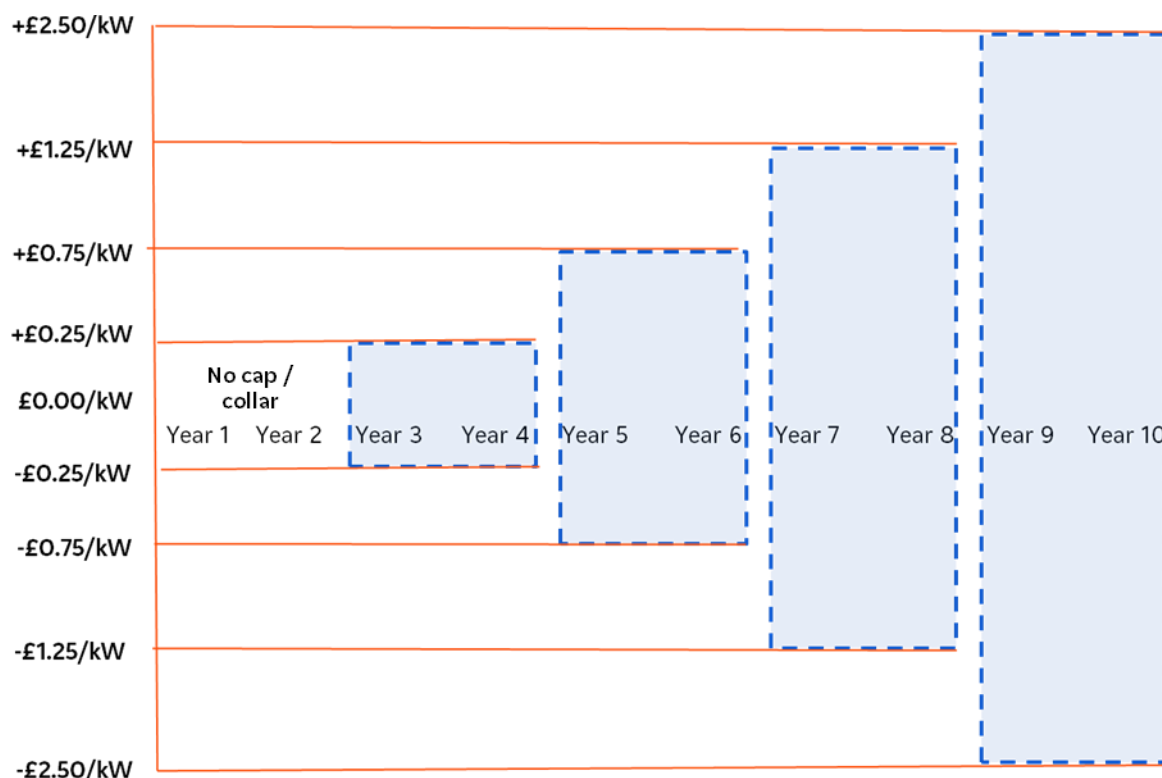 +£2.50/kW
+£1.25/kW
+£0.75/kW
+£0.25/kW
No cap /
collar
£0.00/kW
Year 1 Year 2 Year 3 Year 4 Year 5 Year 6 Year 7 Year 8 Year 9 Year 10
-£0.25/kW
-£0.75/kW
-£1.25/kW
-£2.50/kW